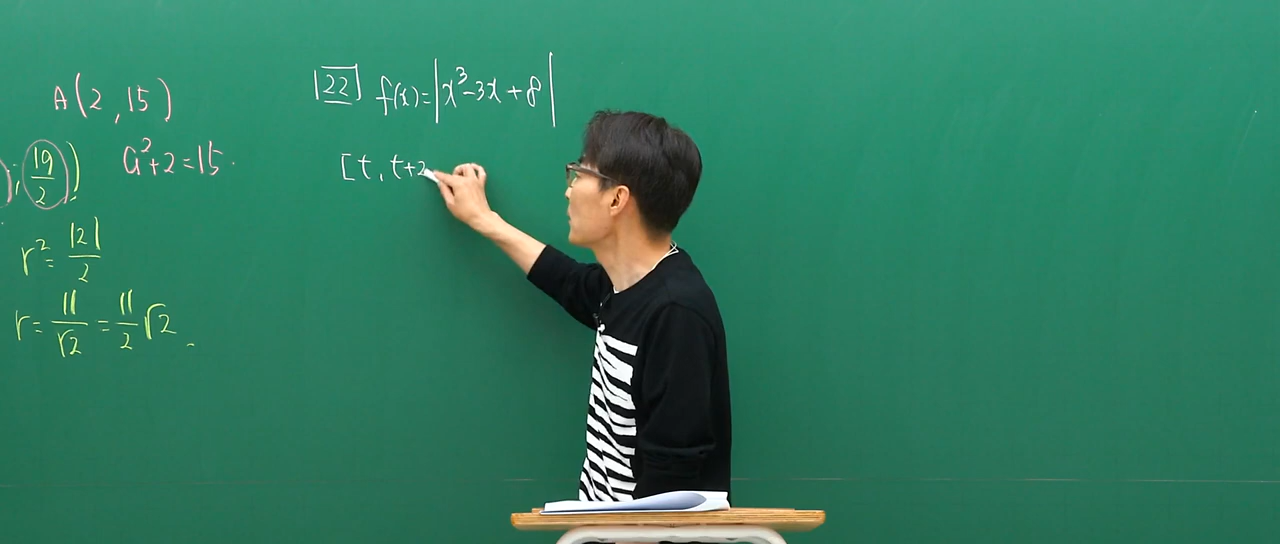 A(2, 15)
, 19/2)
a²+2=15.
r²=121/2
r=11/√2=11/2√2
22 f(x)=|x³-3x+8|
[t, t+2